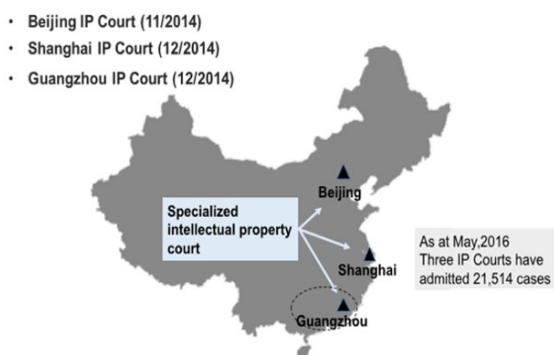 • Beijing IP Court (11/2014)
• Shanghai IP Court (12/2014)
• Guangzhou IP Court (12/2014)
Beijing
Specialized
intellectual property
court
Shanghai
As at May,2016
Three IP Courts have
admitted 21,514 cases
Guangzhou